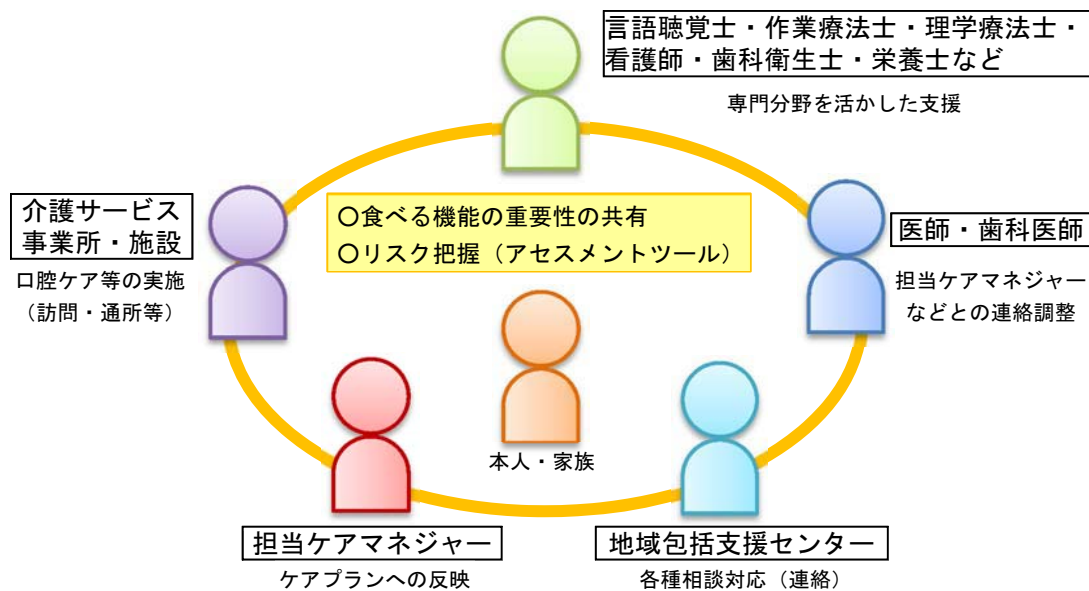 言語聴覚士・作業療法士・理学療法士・
看護師・歯科衛生士・栄養士など
専門分野を活かした支援
介護サービス
事業所・施設
口腔ケア等の実施
（訪問・通所等）
〇食べる機能の重要性の共有
〇リスク把握（アセスメントツール）
医師・歯科医師
担当ケアマネジャー
などとの連絡調整
本人・家族
担当ケアマネジャー
ケアプランへの反映
地域包括支援センター
各種相談対応（連絡）